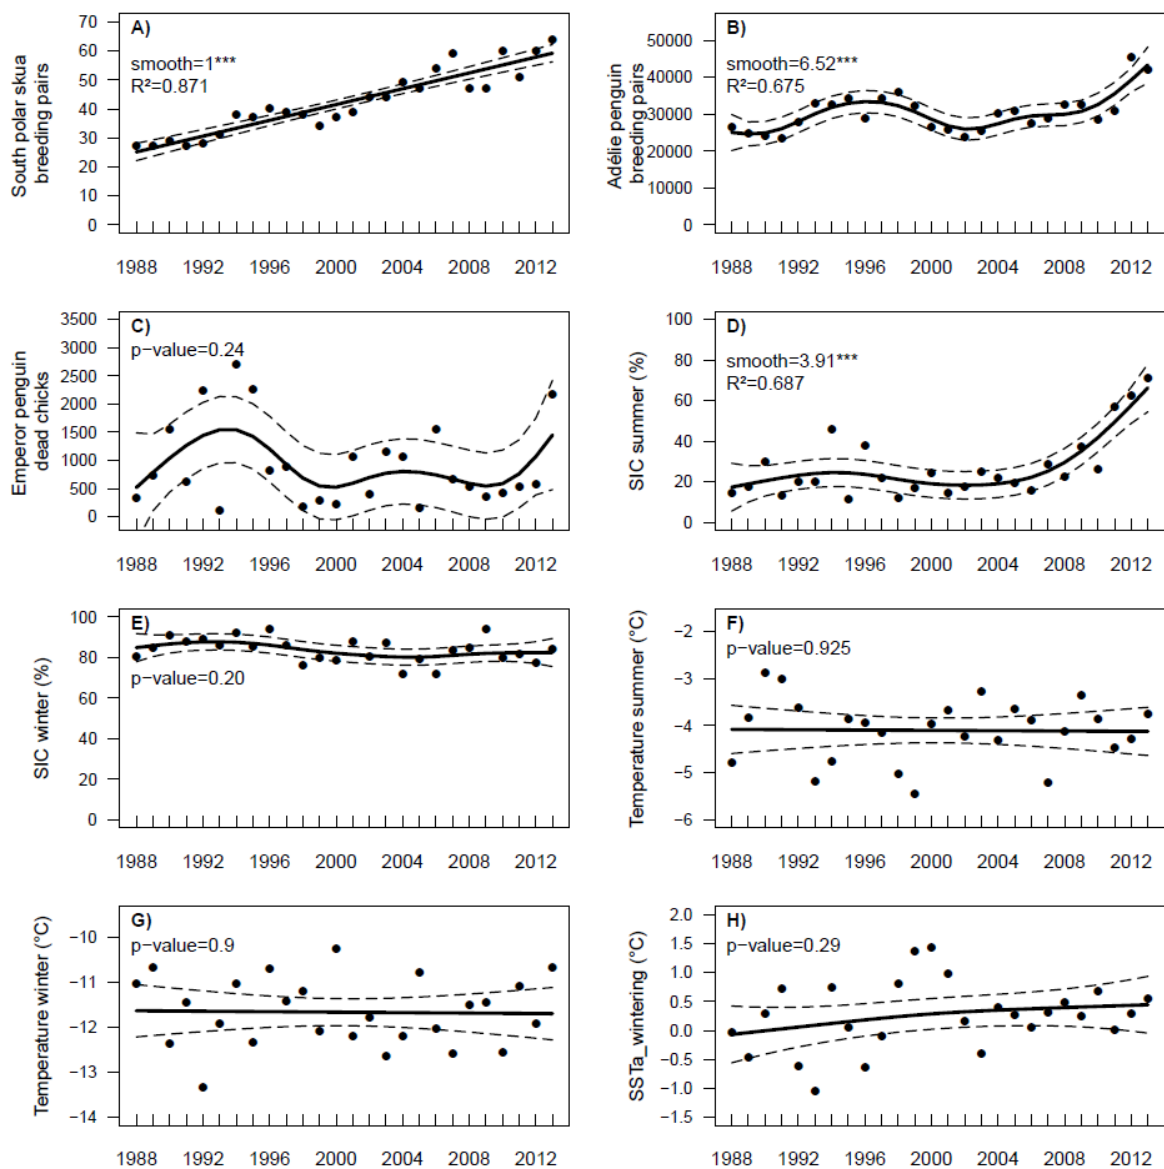 A)
smooth=1***
R²=0.871
South polar skua
breeding pairs
70
60
50
40
30
20
10
0
1988 1992 1996 2000 2004 2008 2012
B)
smooth=6.52***
R²=0.675
Adélie penguin
breeding pairs
50000
40000
30000
20000
10000
0
1988 1992 1996 2000 2004 2008 2012
C)
p−value=0.24
Emperor penguin
dead chicks
3500
3000
2500
2000
1500
1000
500
0
1988 1992 1996 2000 2004 2008 2012
D)
smooth=3.91***
R²=0.687
SIC summer (%)
100
80
60
40
20
0
1988 1992 1996 2000 2004 2008 2012
E)
p−value=0.20
SIC winter (%)
100
80
60
40
20
0
1988 1992 1996 2000 2004 2008 2012
F)
p−value=0.925
Temperature summer (°C)
−2
−3
−4
−5
−6
1988 1992 1996 2000 2004 2008 2012
G)
p−value=0.9
Temperature winter (°C)
−10
−11
−12
−13
−14
1988 1992 1996 2000 2004 2008 2012
H)
p−value=0.29
SSTa_wintering (°C)
2.0
1.5
1.0
0.5
0.0
−0.5
−1.0
−1.5
1988 1992 1996 2000 2004 2008 2012